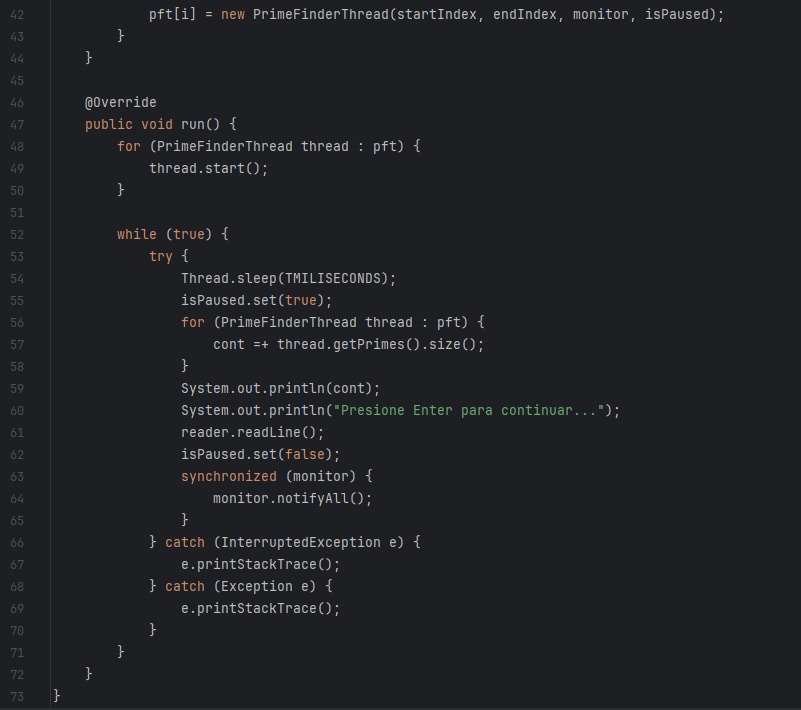 42 pft[i] = new PrimeFinderThread(startIndex, endIndex, monitor, isPaused);
43 }
44 }
45
46 @Override
47 public void run() {
48 for (PrimeFinderThread thread : pft) {
49 thread.start();
50 }
51
52 while (true) {
53 try {
54 Thread.sleep(TMILISECONDS);
55 isPaused.set(true);
56 for (PrimeFinderThread thread : pft) {
57 cont =+ thread.getPrimes().size();
58 }
59 System.out.println(cont);
60 System.out.println("Presione Enter para continuar...");
61 reader.readLine();
62 isPaused.set(false);
63 synchronized (monitor) {
64 monitor.notifyAll();
65 }
66 } catch (InterruptedException e) {
67 e.printStackTrace();
68 } catch (Exception e) {
69 e.printStackTrace();
70 }
71 }
72 }
73 }